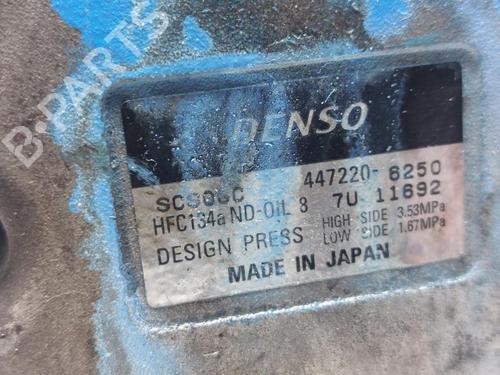 B-PARTS
DENSO
SCS06C 447220-6250
HFC134a ND-OIL 8 7U 11692
DESIGN PRESS HIGH SIDE 3.53MPa
LOW SIDE 1.67MPa
MADE IN JAPAN